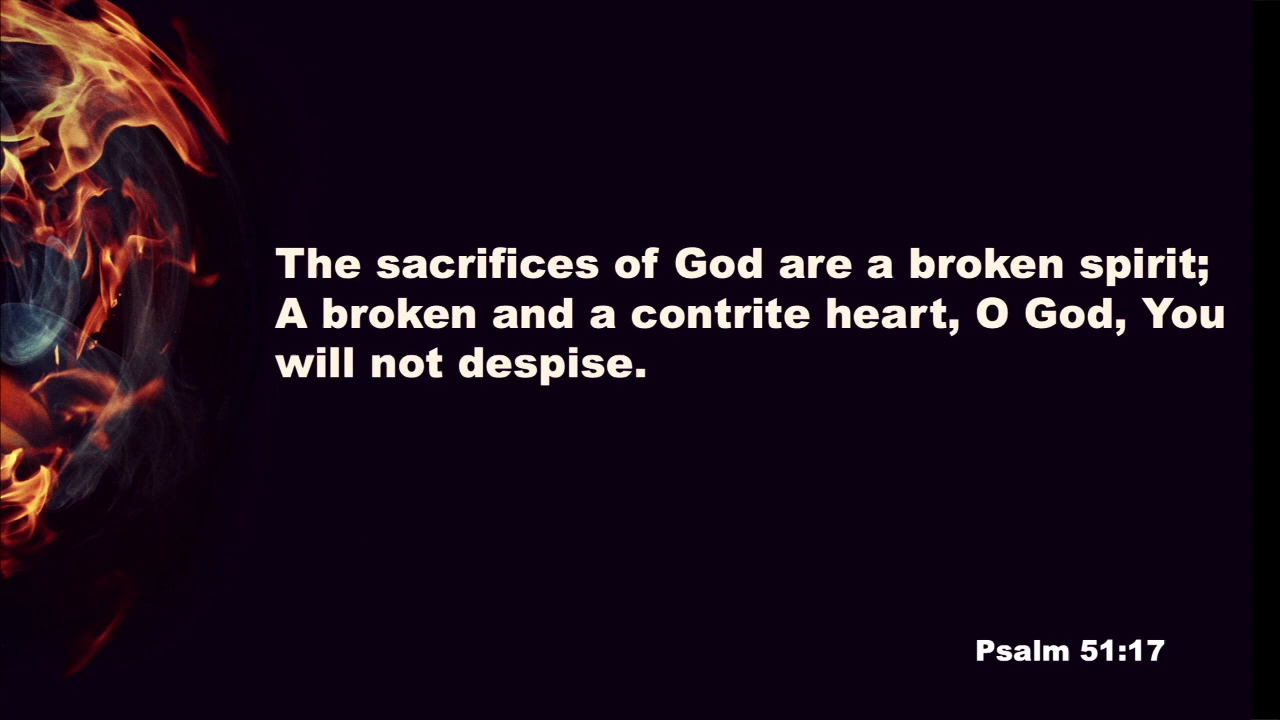 The sacrifices of God are a broken spirit;
A broken and a contrite heart, O God, You
will not despise.
Psalm 51:17